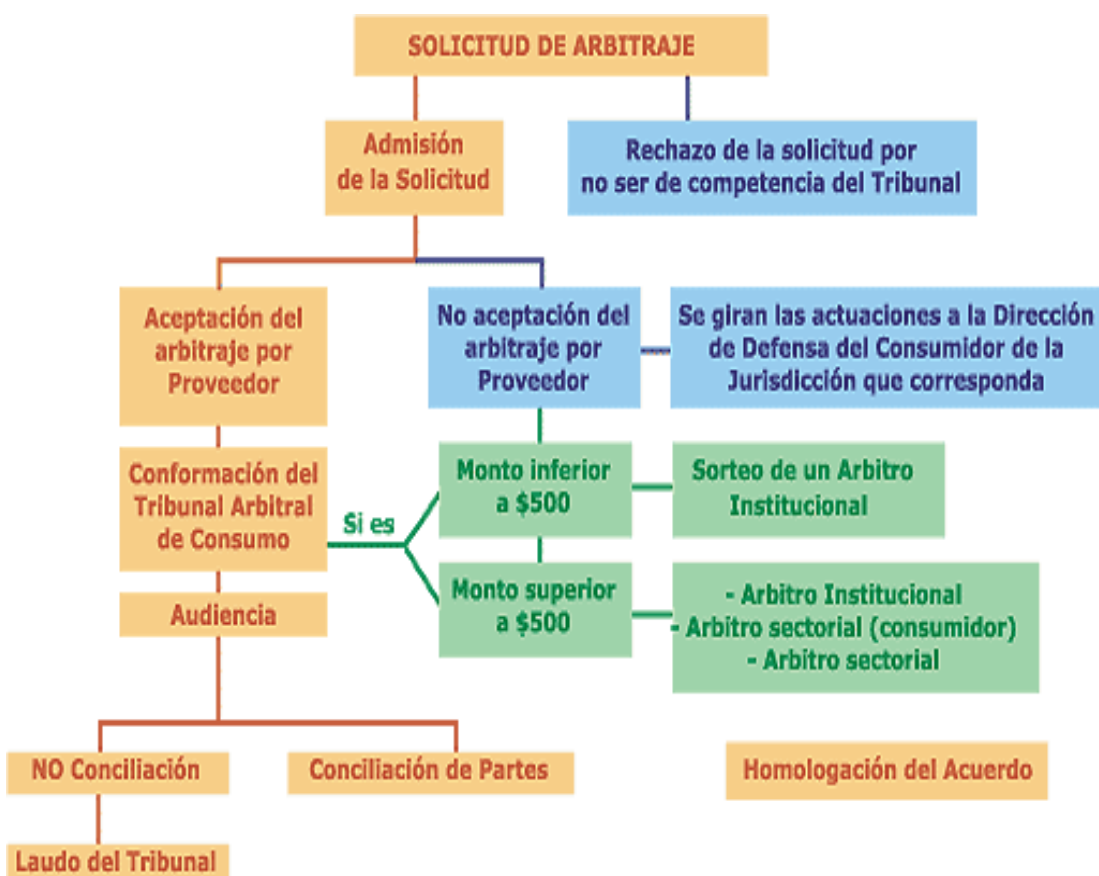 SOLICITUD DE ARBITRAJE
Admisión
de la Solicitud
Rechazo de la solicitud por
no ser de competencia del Tribunal
Aceptación del
arbitraje por
Proveedor
No aceptación del
arbitraje por
Proveedor
Se giran las actuaciones a la Dirección
de Defensa del Consumidor de la
Jurisdicción que corresponda
Conformación del
Tribunal Arbitral
de Consumo
Si es
Monto inferior
a $500
Sorteo de un Arbitro
Institucional
Monto superior
a $500
- Arbitro Institucional
- Arbitro sectorial (consumidor)
- Arbitro sectorial
Audiencia
NO Conciliación
Conciliación de Partes
Homologación del Acuerdo
Laudo del Tribunal